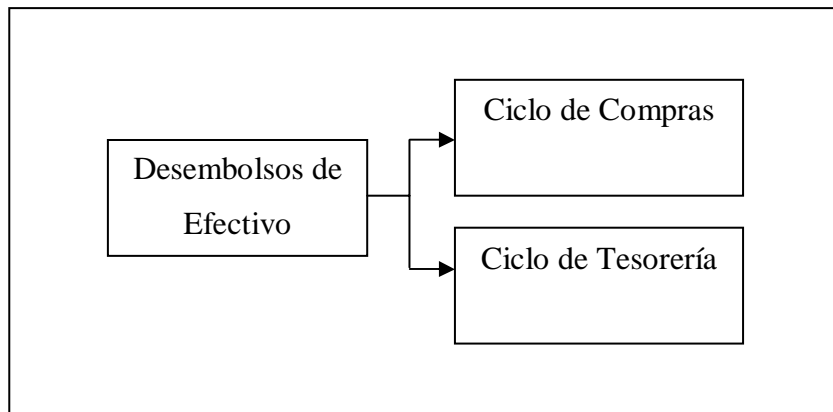 Desembolsos de
Efectivo
Ciclo de Compras
Ciclo de Tesorería